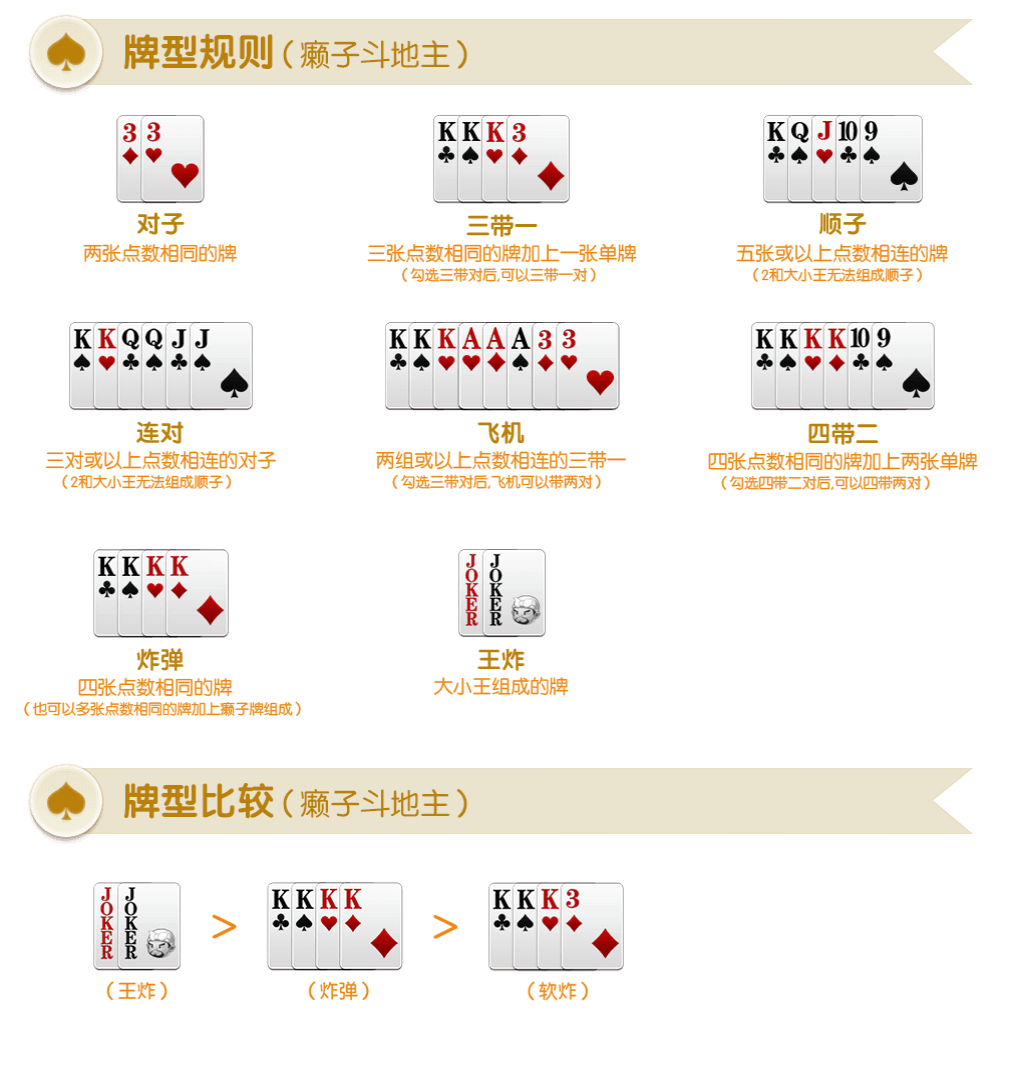 牌型规则（癞子斗地主）
3 3
K K K 3
K Q J 10 9
对子
三带一
顺子
两张点数相同的牌
三张点数相同的牌加上一张单牌
五张或以上点数相连的牌
（勾选三带对后,可以三带一对）
（2和大小王无法组成顺子）
K K Q Q J J
K K K A A A 3 3
K K K K 10 9
连对
飞机
四带二
三对或以上点数相连的对子
两组或以上点数相连的三带一
四张点数相同的牌加上两张单牌
（2和大小王无法组成顺子）
（勾选三带对后,飞机可以带两对）
（勾选四带二对后,可以四带两对）
K K K K
JOKER JOKER
炸弹
王炸
四张点数相同的牌
大小王组成的牌
（也可以多张点数相同的牌加上癞子牌组成）
牌型比较（癞子斗地主）
JOKER JOKER > K K K K > K K K 3
（王炸）
（炸弹）
（软炸）